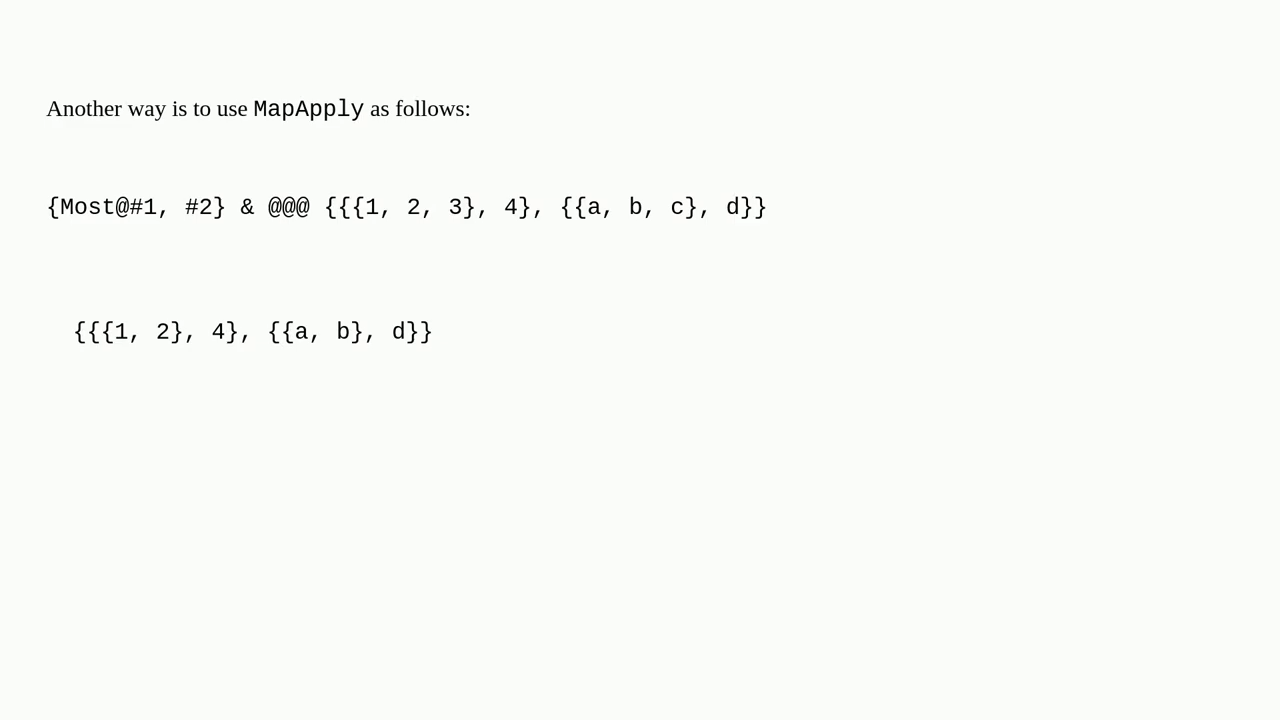 Another way is to use MapApply as follows:
{Most@#1, #2} & @@@ {{{1, 2, 3}, 4}, {{a, b, c}, d}}
{{{1, 2}, 4}, {{a, b}, d}}